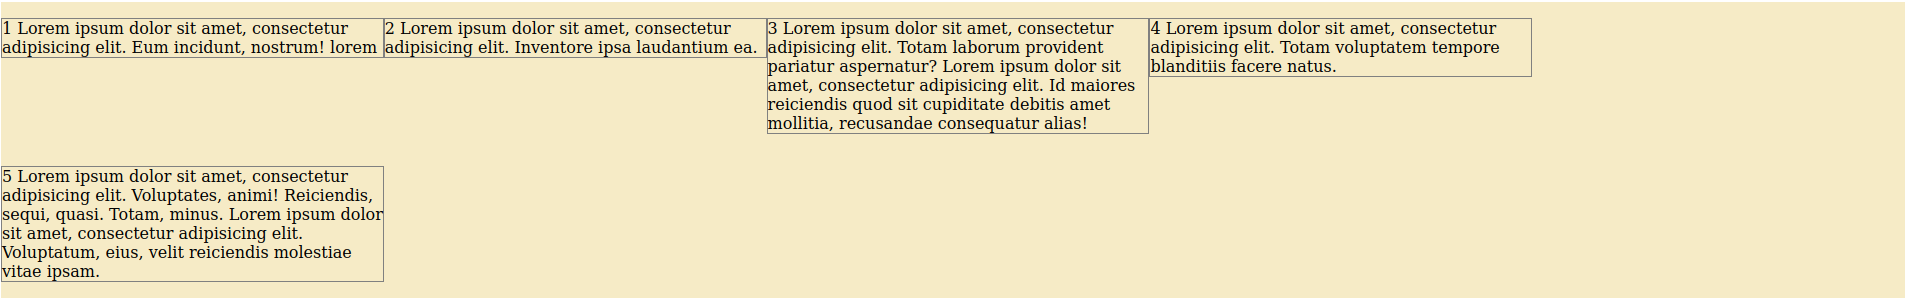 1 Lorem ipsum dolor sit amet, consectetur
adipisicing elit. Eum incidunt, nostrum! lorem
2 Lorem ipsum dolor sit amet, consectetur
adipisicing elit. Inventore ipsa laudantium ea.
3 Lorem ipsum dolor sit amet, consectetur
adipisicing elit. Totam laborum provident
pariatur aspernatur? Lorem ipsum dolor sit
amet, consectetur adipisicing elit. Id maiores
reiciendis quod sit cupiditate debitis amet
mollitia, recusandae consequatur alias!
4 Lorem ipsum dolor sit amet, consectetur
adipisicing elit. Totam voluptatem tempore
blanditiis facere natus.
5 Lorem ipsum dolor sit amet, consectetur
adipisicing elit. Voluptates, animi! Reiciendis,
sequi, quasi. Totam, minus. Lorem ipsum dolor
sit amet, consectetur adipisicing elit.
Voluptatum, eius, velit reiciendis molestiae
vitae ipsam.